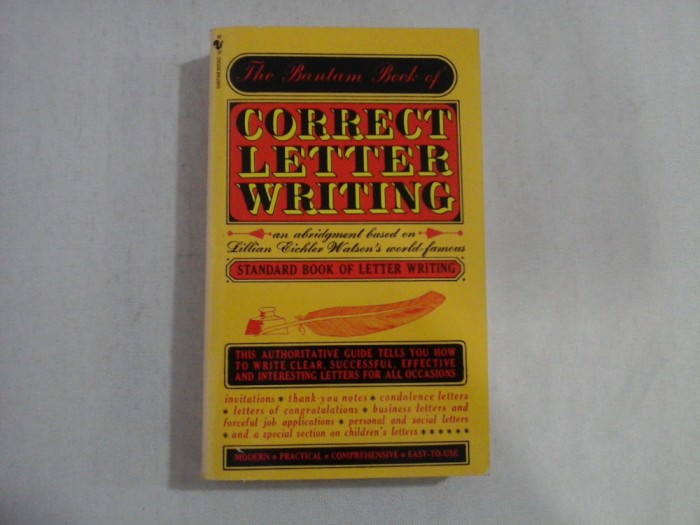 The Bantam Book of
CORRECT
LETTER
WRITING
an abridgment based on
Lillian Eichler Watson's world-famous
STANDARD BOOK OF LETTER WRITING
THIS AUTHORITATIVE GUIDE TELLS YOU HOW
TO WRITE CLEAR, SUCCESSFUL, EFFECTIVE
AND INTERESTING LETTERS FOR ALL OCCASIONS
invitations * thank-you notes * condolence letters
* letters of congratulations * business letters and
forceful job applications * personal and social letters
* and a special section on children's letters * * * * * *
MODERN * PRACTICAL * COMPREHENSIVE * EASY-TO-USE